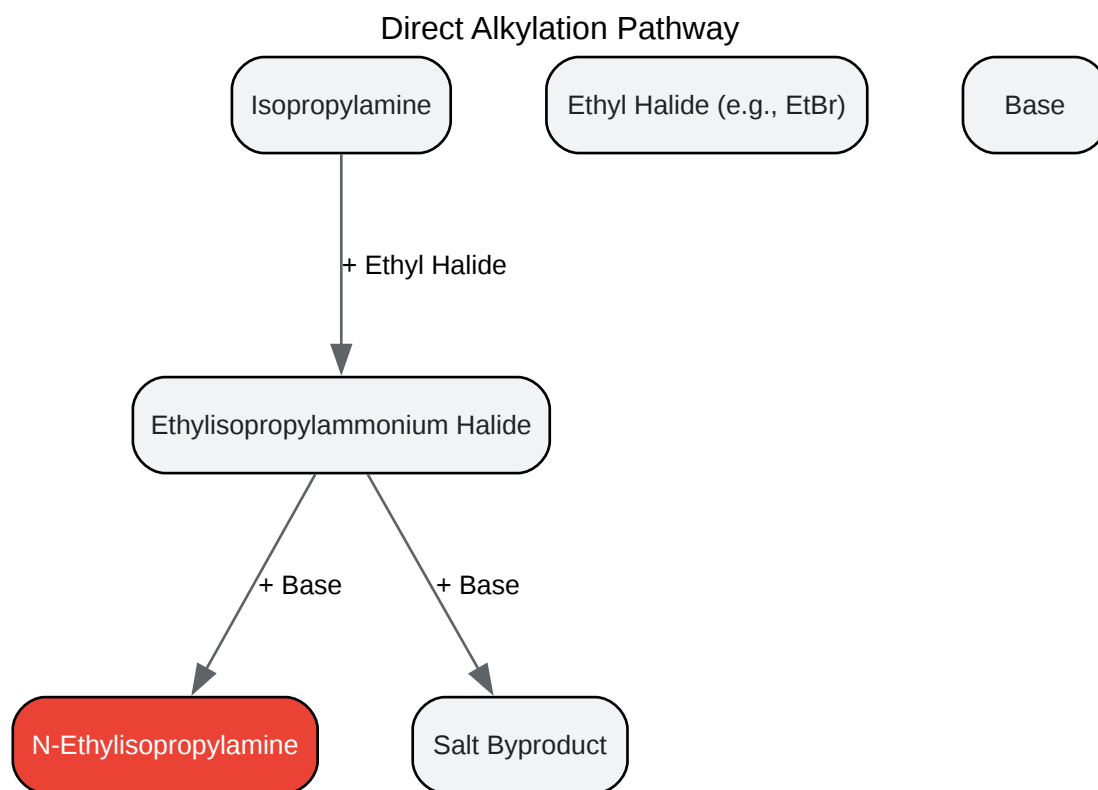 Direct Alkylation Pathway
Isopropylamine
Ethyl Halide (e.g., EtBr)
Base
+ Ethyl Halide
Ethylisopropylammonium Halide
+ Base
+ Base
N-Ethylisopropylamine
Salt Byproduct